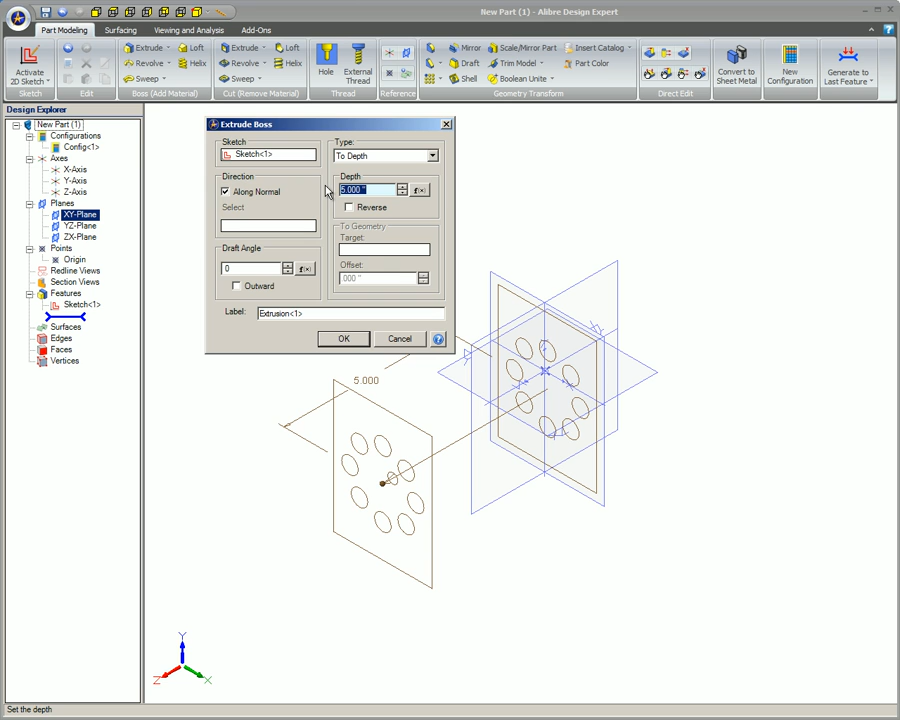 New Part (1) - Alibre Design Expert
Part Modeling
Surfacing
Viewing and Analysis
Add-Ons
Activate
2D Sketch
Sketch
Edit
Extrude
Loft
Revolve
Helix
Sweep
Boss (Add Material)
Extrude
Loft
Revolve
Helix
Sweep
Cut (Remove Material)
Hole
External
Thread
Thread
Reference
Mirror
Scale/Mirror Part
Insert Catalog
Draft
Trim Model
Part Color
Shell
Boolean Unite
Geometry Transform
Direct Edit
Convert to
Sheet Metal
New
Configuration
Generate to
Last Feature
Design Explorer
New Part (1)
Configurations
Config<1>
Axes
X-Axis
Y-Axis
Z-Axis
Planes
XY-Plane
YZ-Plane
ZX-Plane
Points
Origin
Redline Views
Section Views
Features
Sketch<1>
Surfaces
Edges
Faces
Vertices
Extrude Boss
Sketch
Sketch<1>
Type:
To Depth
Direction
Along Normal
Select
Depth
5.000 "
f(x)
Reverse
To Geometry
Target:
Offset:
.000 "
Draft Angle
0
f(x)
Outward
Label:
Extrusion<1>
OK
Cancel
?
5.000
Y
Z
X
Set the depth